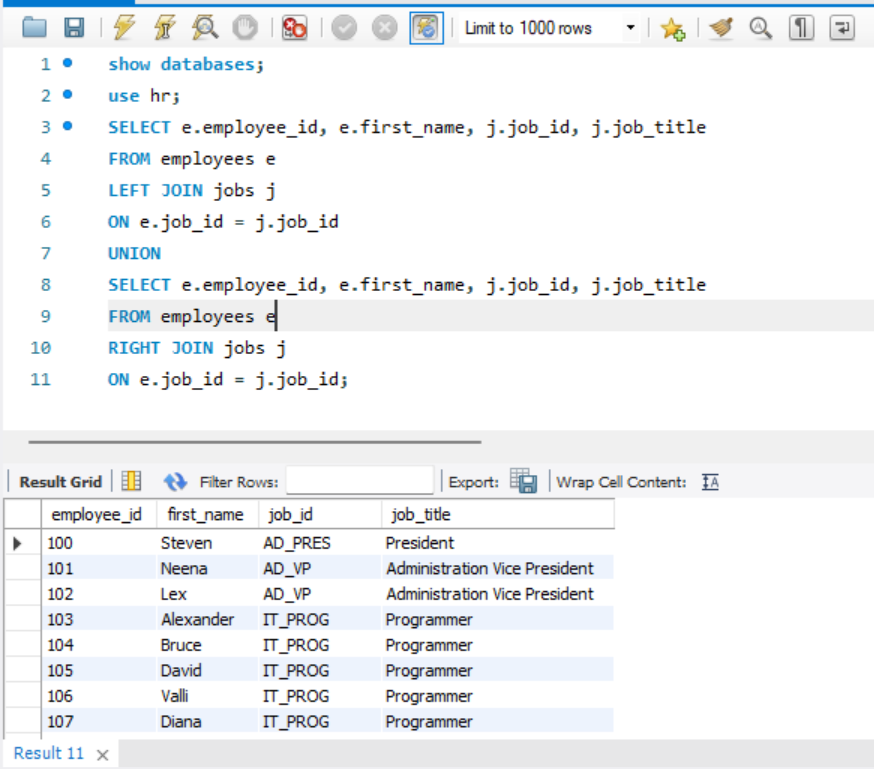 Limit to 1000 rows
1 show databases;
2 use hr;
3 SELECT e.employee_id, e.first_name, j.job_id, j.job_title
4 FROM employees e
5 LEFT JOIN jobs j
6 ON e.job_id = j.job_id
7 UNION
8 SELECT e.employee_id, e.first_name, j.job_id, j.job_title
9 FROM employees e
10 RIGHT JOIN jobs j
11 ON e.job_id = j.job_id;
Result Grid Filter Rows: Export: Wrap Cell Content: IA
employee_id first_name job_id job_title
100 Steven AD_PRES President
101 Neena AD_VP Administration Vice President
102 Lex AD_VP Administration Vice President
103 Alexander IT_PROG Programmer
104 Bruce IT_PROG Programmer
105 David IT_PROG Programmer
106 Valli IT_PROG Programmer
107 Diana IT_PROG Programmer
Result 11